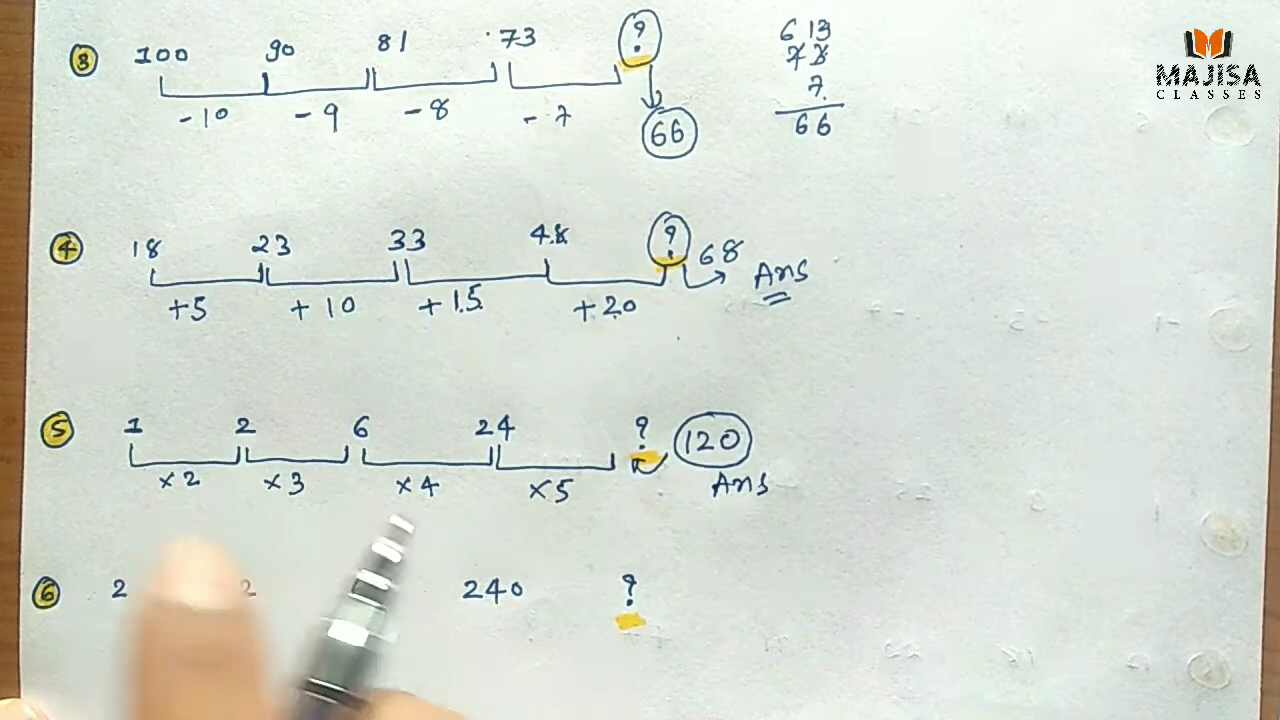 3 100 90 81 73 ?
-10 -9 -8 -7
66
6 13
73
7
66
MAJISA
CLASSES
4 18 23 33 48 ? 68 Ans
+5 +10 +15 +20
5 1 2 6 24 ? 120
×2 ×3 ×4 ×5 Ans
6 2 2 240 ?